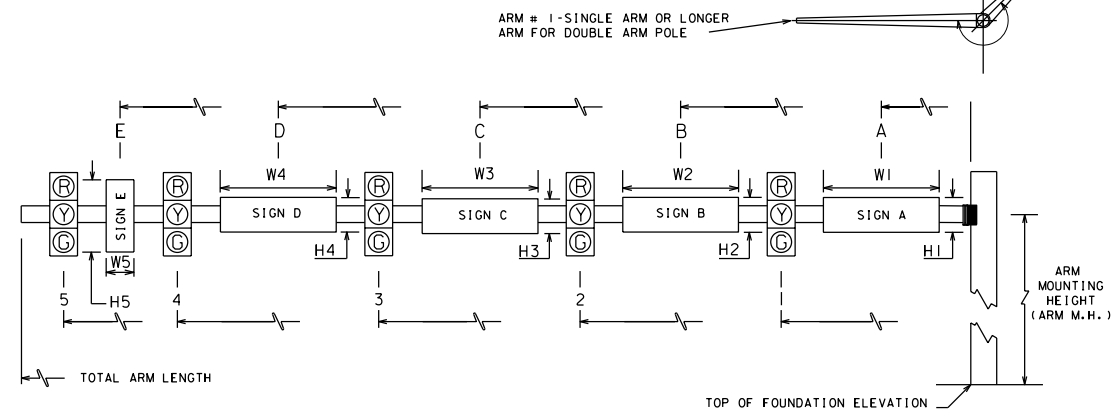 ARM # 1-SINGLE ARM OR LONGER
ARM FOR DOUBLE ARM POLE
E D C B A
W4 W3 W2 W1
R R R R R
Y SIGN E Y SIGN D Y SIGN C Y SIGN B Y SIGN A
G G G G G
W5 H4 H3 H2 H1
5 H5 4 3 2 1
ARM
MOUNTING
HEIGHT
(ARM M.H.)
TOTAL ARM LENGTH
TOP OF FOUNDATION ELEVATION